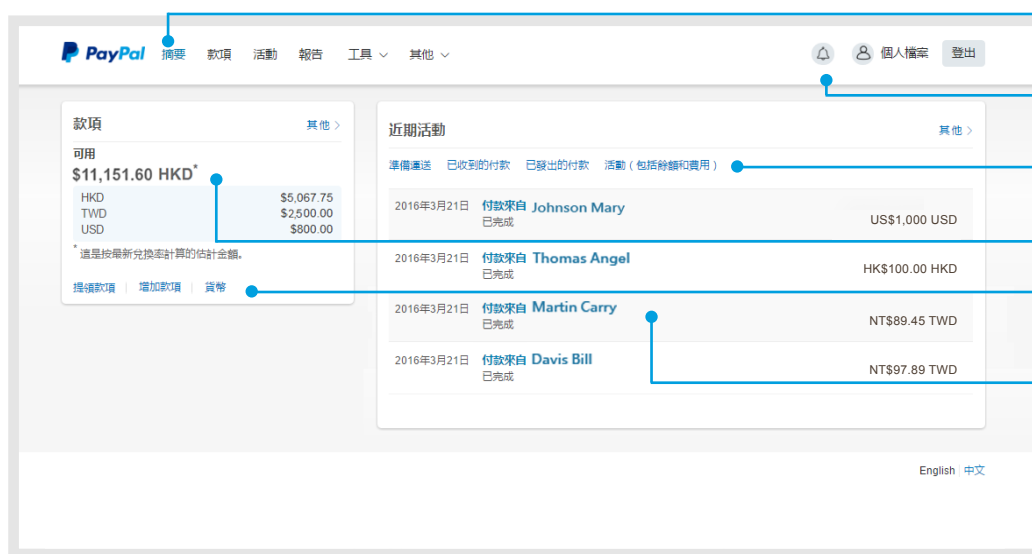 PayPal 摘要 款項 活動 報告 工具 其他 個人檔案 登出
款項 其他
可用
$11,151.60 HKD*
HKD $5,067.75
TWD $2,500.00
USD $800.00
* 這是按最新兌換率計算的估計金額。
提領款項 | 增加款項 | 貨幣
近期活動 其他
準備運送 已收到的付款 已發出的付款 活動(包括餘額和費用)
2016年3月21日 付款來自 Johnson Mary US$1,000 USD
已完成
2016年3月21日 付款來自 Thomas Angel HK$100.00 HKD
已完成
2016年3月21日 付款來自 Martin Carry NT$89.45 TWD
已完成
2016年3月21日 付款來自 Davis Bill NT$97.89 TWD
已完成
English | 中文